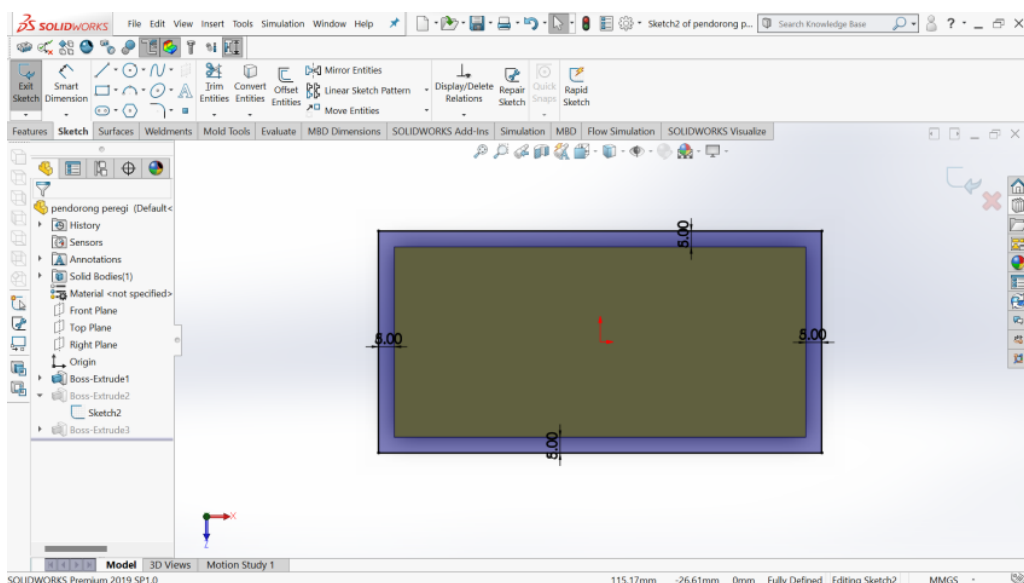 SOLIDWORKS File Edit View Insert Tools Simulation Window Help Sketch2 of pendorong p... Search Knowledge Base ?
Exit Sketch
Smart Dimension
Trim Entities
Convert Entities
Offset Entities
Mirror Entities
Linear Sketch Pattern
Move Entities
Display/Delete Relations
Repair Sketch
Quick Snaps
Rapid Sketch
Features Sketch Surfaces Weldments Mold Tools Evaluate MBD Dimensions SOLIDWORKS Add-Ins Simulation MBD Flow Simulation SOLIDWORKS Visualize
pendorong peregi (Default<
History
Sensors
Annotations
Solid Bodies(1)
Material <not specified>
Front Plane
Top Plane
Right Plane
Origin
Boss-Extrude1
Boss-Extrude2
Sketch2
Boss-Extrude3
5.00
5.00
5.00
5.00
X
Z
Model 3D Views Motion Study 1
SOLIDWORKS Premium 2019 SP1.0 115.17mm -26.61mm 0mm Fully Defined Editing Sketch2 MMGS